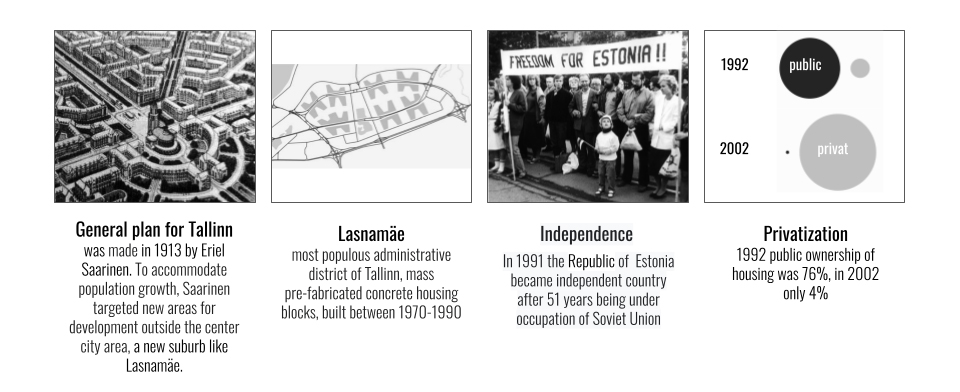 General plan for Tallinn
was made in 1913 by Eriel
Saarinen. To accommodate
population growth, Saarinen
targeted new areas for
development outside the center
city area, a new suburb like
Lasnamäe.
Lasnamäe
most populous administrative
district of Tallinn, mass
pre-fabricated concrete housing
blocks, built between 1970-1990
FREEDOM FOR ESTONIA!!
Independence
In 1991 the Republic of Estonia
became independent country
after 51 years being under
occupation of Soviet Union
1992
public
2002
privat
Privatization
1992 public ownership of
housing was 76%, in 2002
only 4%